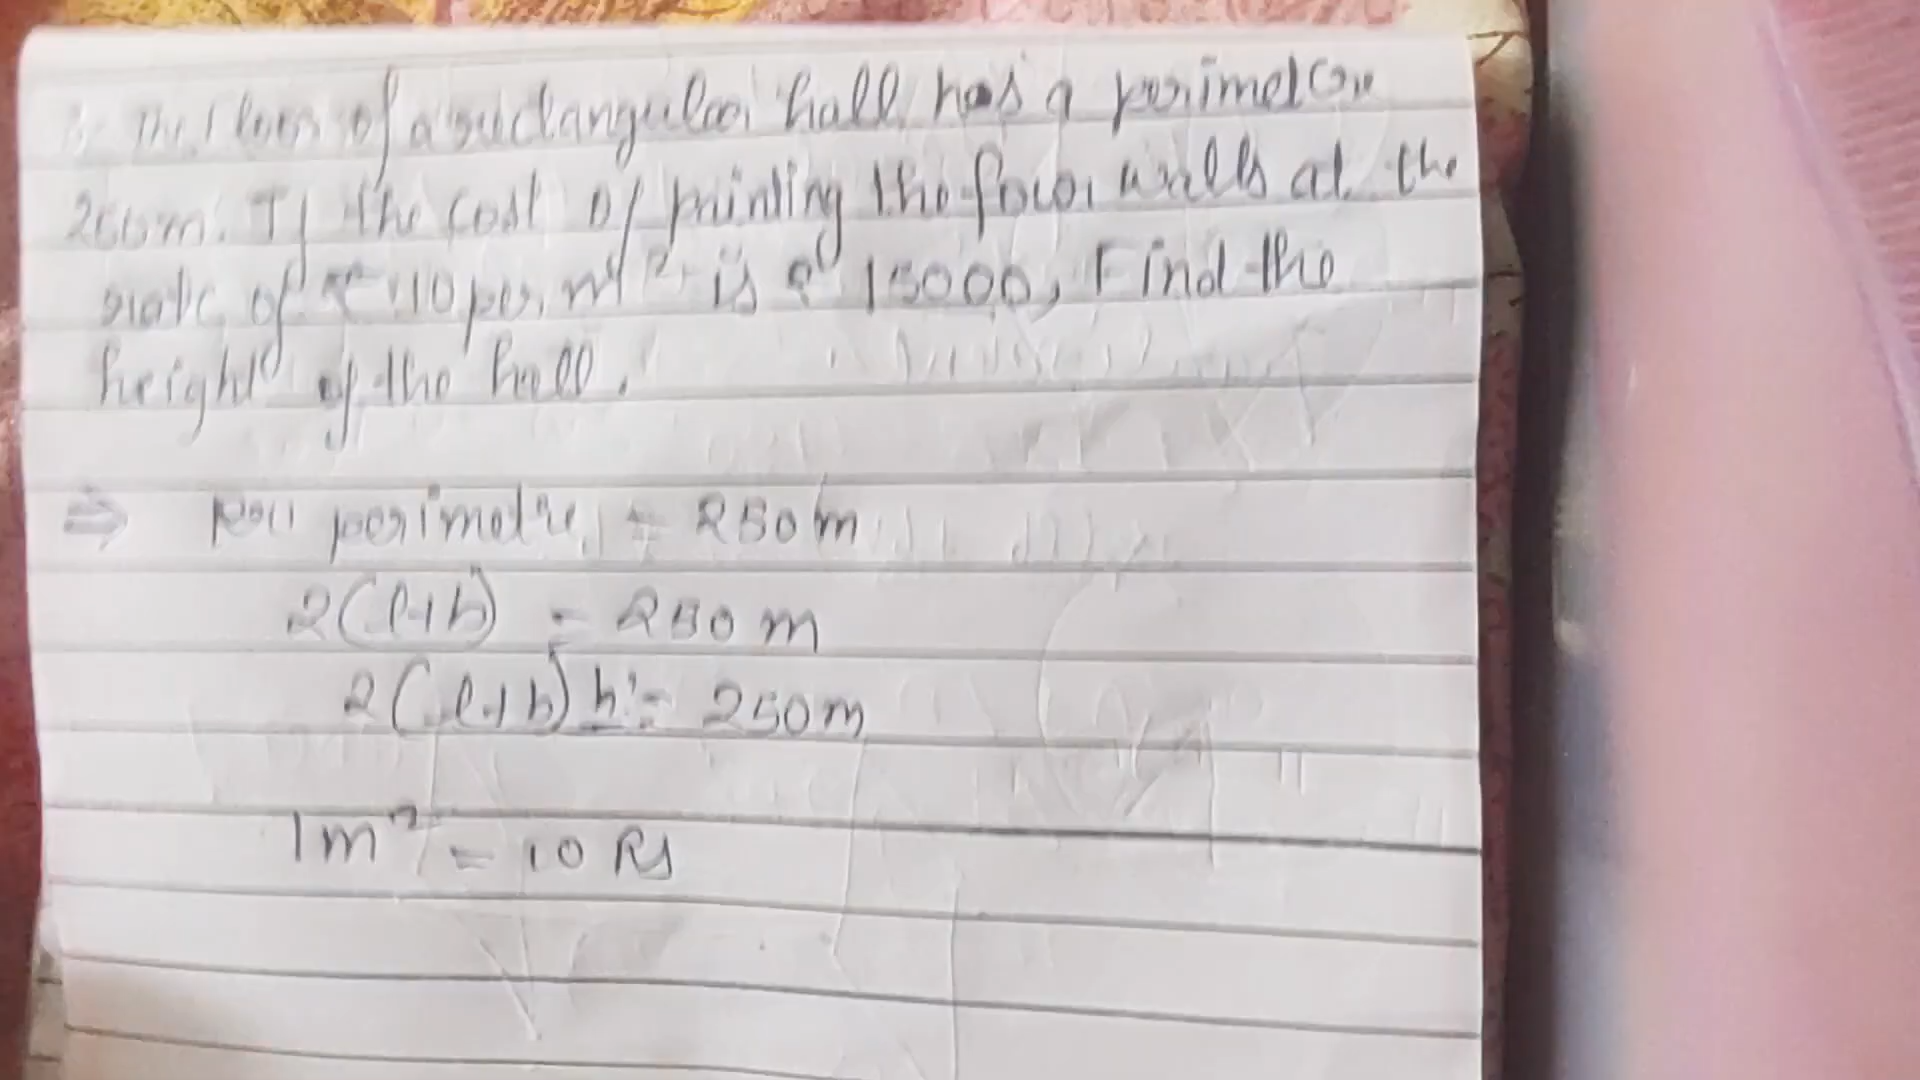 The floor of a rectangular hall has a perimeter
250m. If the cost of painting the four walls at the
rate of ₹ 10 per m² is ₹ 15000, Find the
height of the hall.
⇒ perimeter = 250m
2(l+b) = 250 m
2(l+b) h = 250m
1m² = 10 Rs